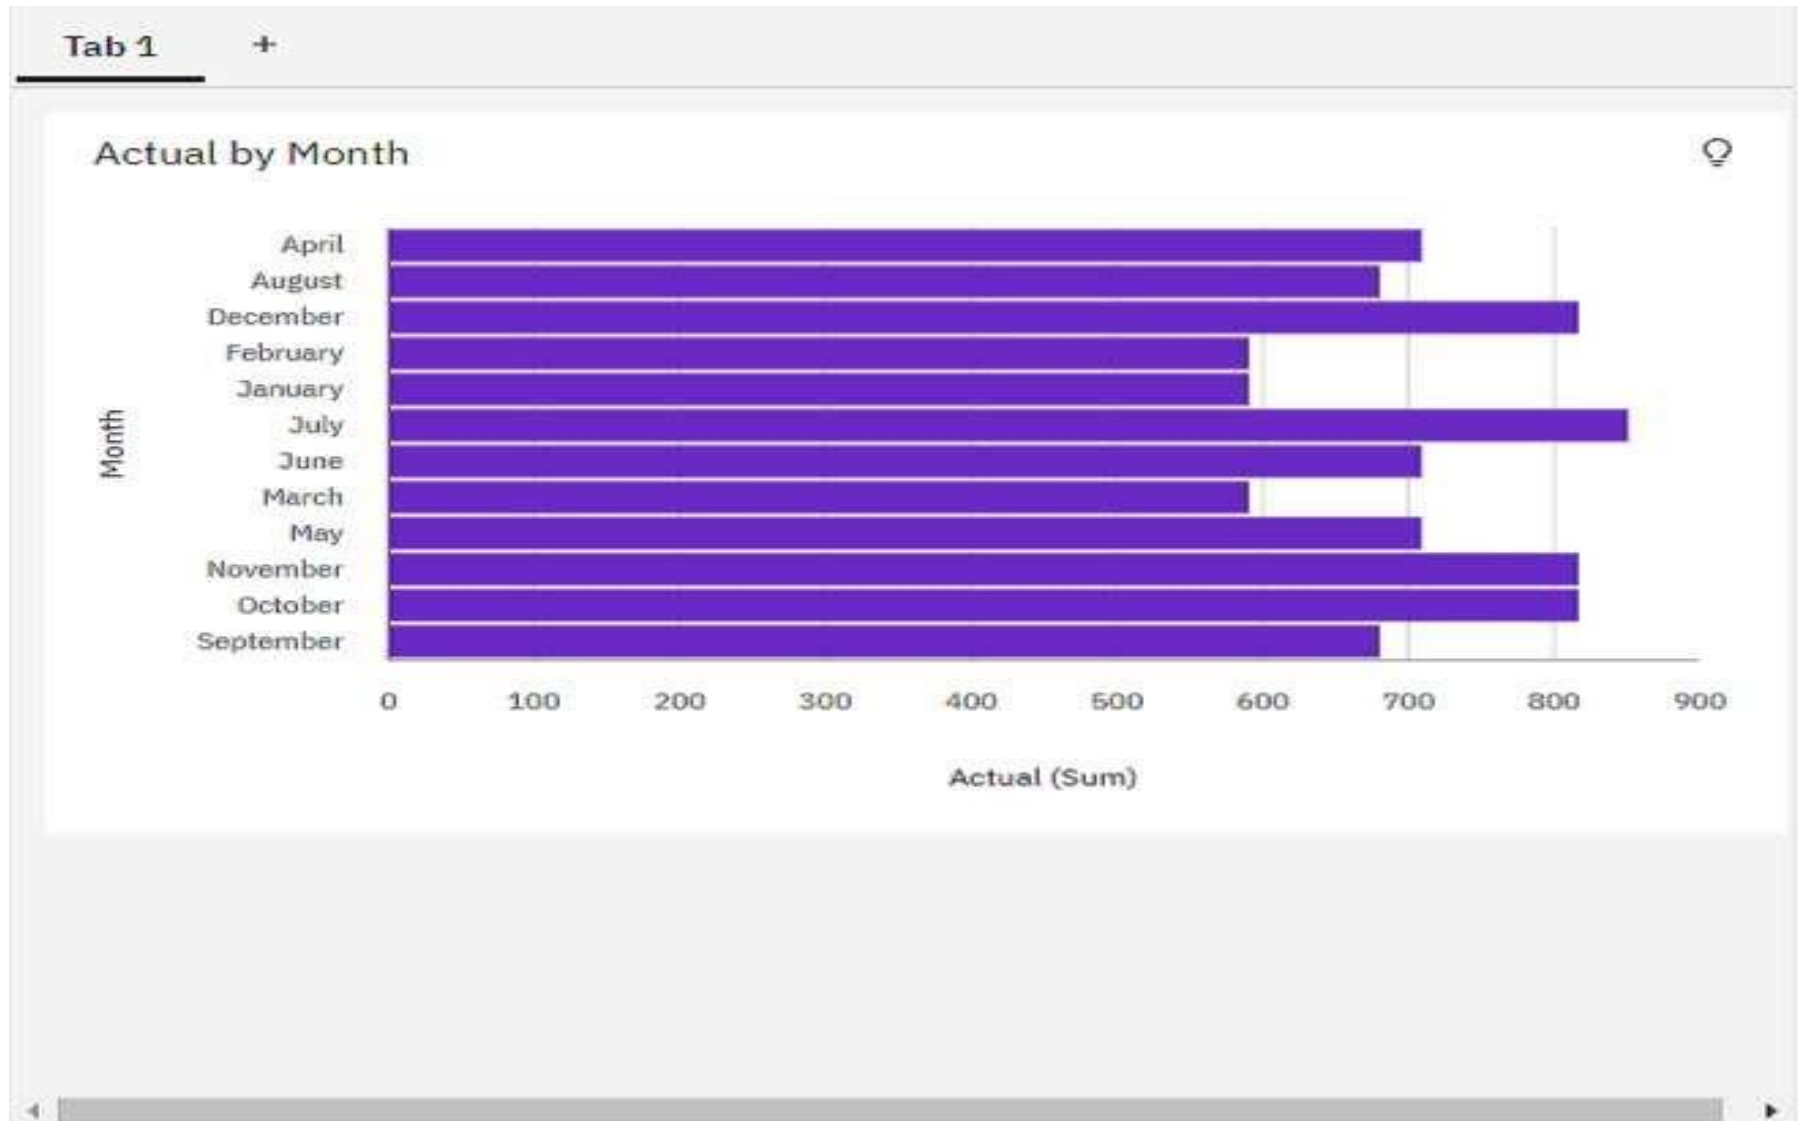 Tab 1 +
Actual by Month
April
August
December
February
January
July
June
March
May
November
October
September
Month
0 100 200 300 400 500 600 700 800 900
Actual (Sum)